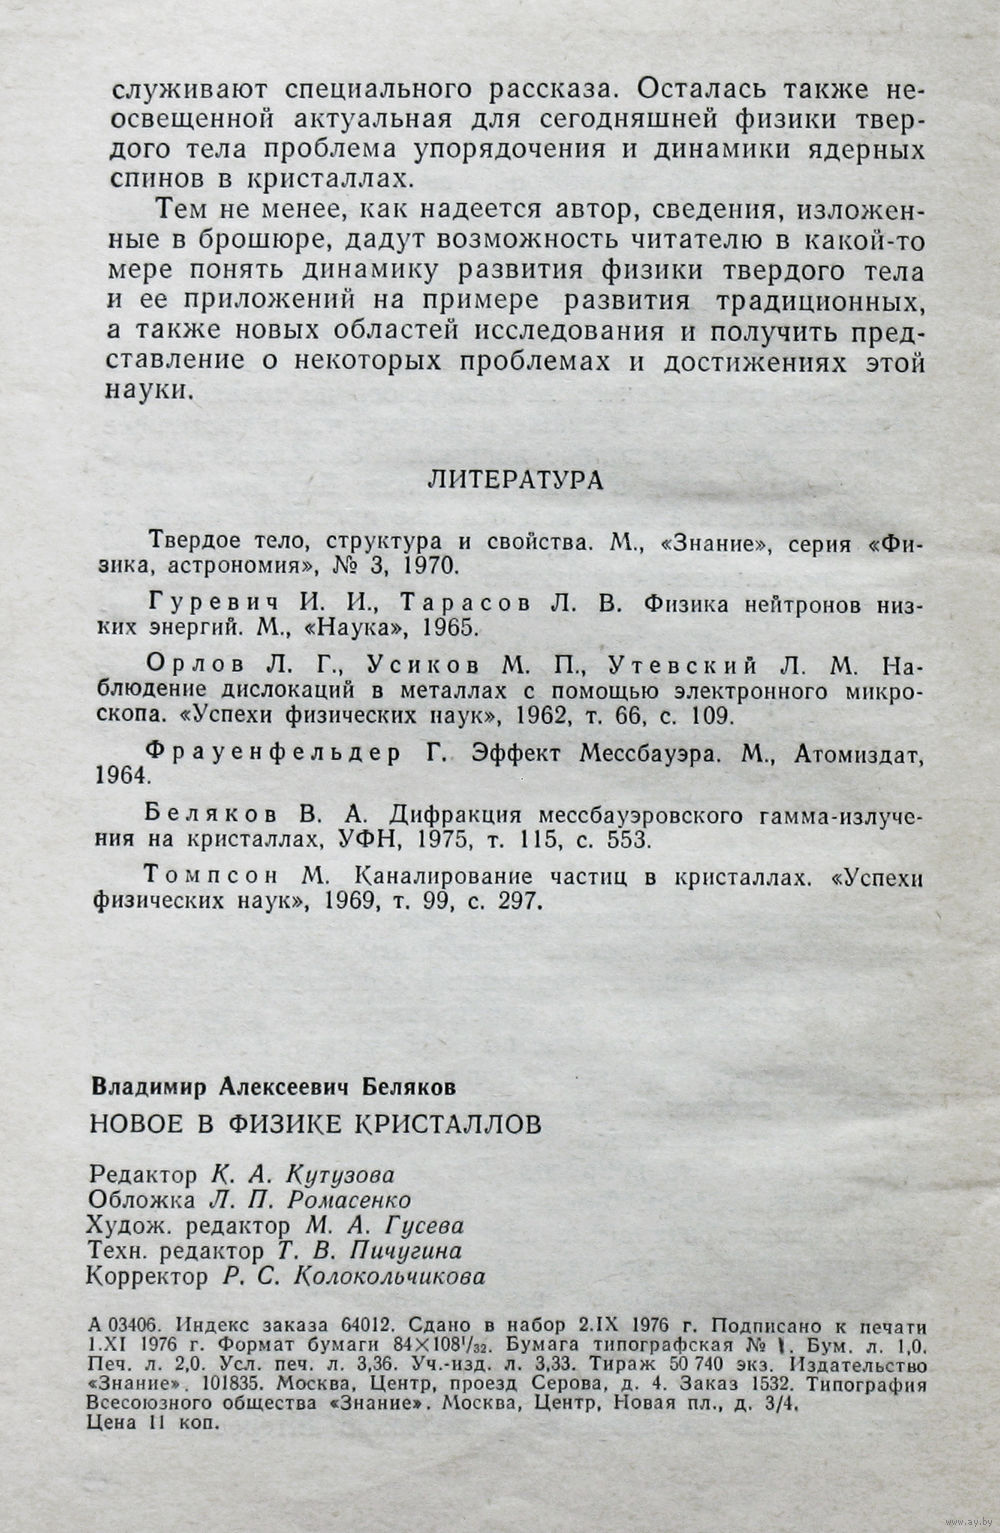 служивают специального рассказа. Осталась также не-
освещенной актуальная для сегодняшней физики твер-
дого тела проблема упорядочения и динамики ядерных
спинов в кристаллах.
Тем не менее, как надеется автор, сведения, изложен-
ные в брошюре, дадут возможность читателю в какой-то
мере понять динамику развития физики твердого тела
и ее приложений на примере развития традиционных,
а также новых областей исследования и получить пред-
ставление о некоторых проблемах и достижениях этой
науки.
ЛИТЕРАТУРА
Твердое тело, структура и свойства. М., «Знание», серия «Фи-
зика, астрономия», № 3, 1970.
Гуревич И. И., Тарасов Л. В. Физика нейтронов низ-
ких энергий. М., «Наука», 1965.
Орлов Л. Г., Усиков М. П., Утевский Л. М. На-
блюдение дислокаций в металлах с помощью электронного микро-
скопа. «Успехи физических наук», 1962, т. 66, с. 109.
Фрауенфельдер Г. Эффект Мессбауэра. М., Атомиздат,
1964.
Беляков В. А. Дифракция мессбауэровского гамма-излуче-
ния на кристаллах, УФН, 1975, т. 115, с. 553.
Томпсон М. Каналирование частиц в кристаллах. «Успехи
физических наук», 1969, т. 99, с. 297.
Владимир Алексеевич Беляков
НОВОЕ В ФИЗИКЕ КРИСТАЛЛОВ
Редактор К. А. Кутузова
Обложка Л. П. Ромасенко
Худож. редактор М. А. Гусева
Техн. редактор Т. В. Пичугина
Корректор Р. С. Колокольчикова
А 03406. Индекс заказа 64012. Сдано в набор 2.IX 1976 г. Подписано к печати
1.XI 1976 г. Формат бумаги 84×108¹/₃₂. Бумага типографская № 1. Бум. л. 1,0.
Печ. л. 2,0. Усл. печ. л. 3,36. Уч.-изд. л. 3,33. Тираж 50 740 экз. Издательство
«Знание». 101835. Москва, Центр, проезд Серова, д. 4. Заказ 1532. Типография
Всесоюзного общества «Знание». Москва, Центр, Новая пл., д. 3/4.
Цена 11 коп.
www.ay.by